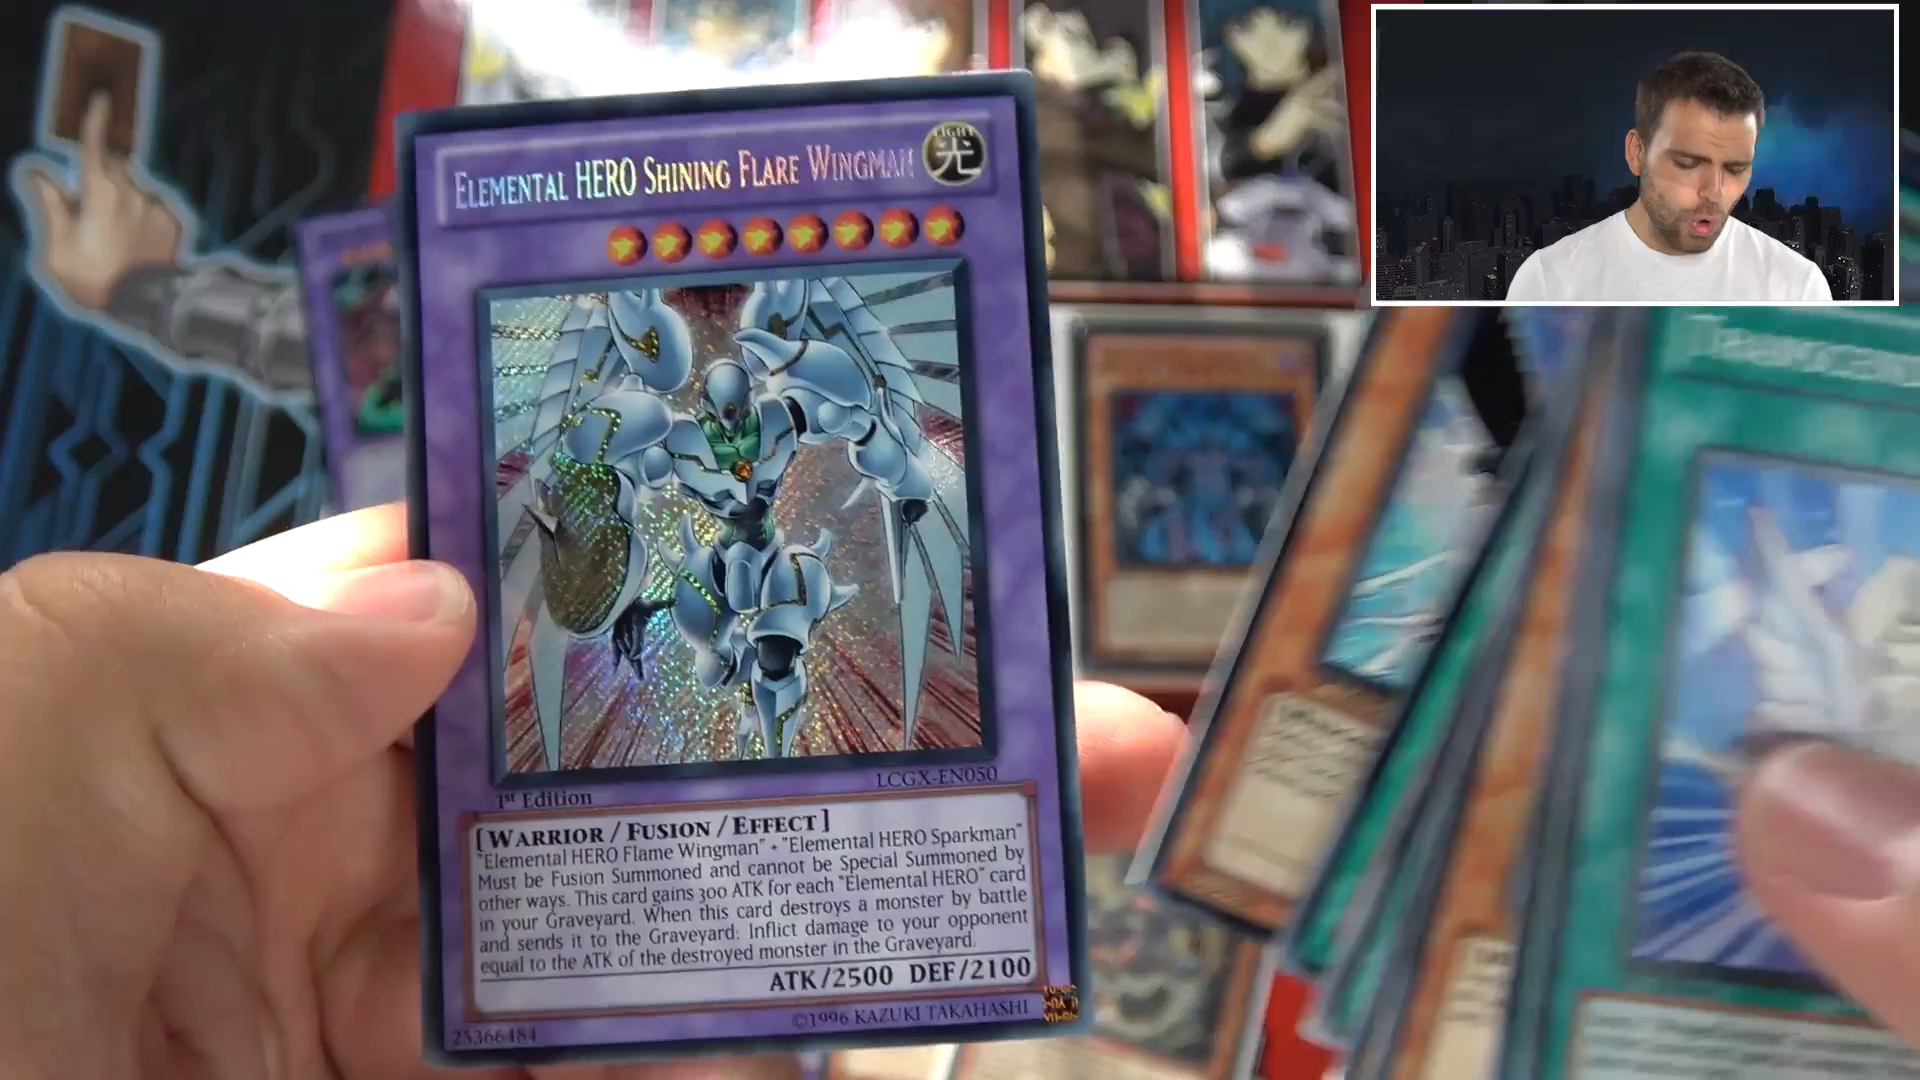 ELEMENTAL HERO SHINING FLARE WINGMAN
LIGHT
光
LCGX-EN050
1st Edition
[WARRIOR / FUSION / EFFECT]
"Elemental HERO Flame Wingman" + "Elemental HERO Sparkman"
Must be Fusion Summoned and cannot be Special Summoned by
other ways. This card gains 300 ATK for each "Elemental HERO" card
in your Graveyard. When this card destroys a monster by battle
and sends it to the Graveyard: Inflict damage to your opponent
equal to the ATK of the destroyed monster in the Graveyard.
ATK/2500 DEF/2100
25366484
©1996 KAZUKI TAKAHASHI